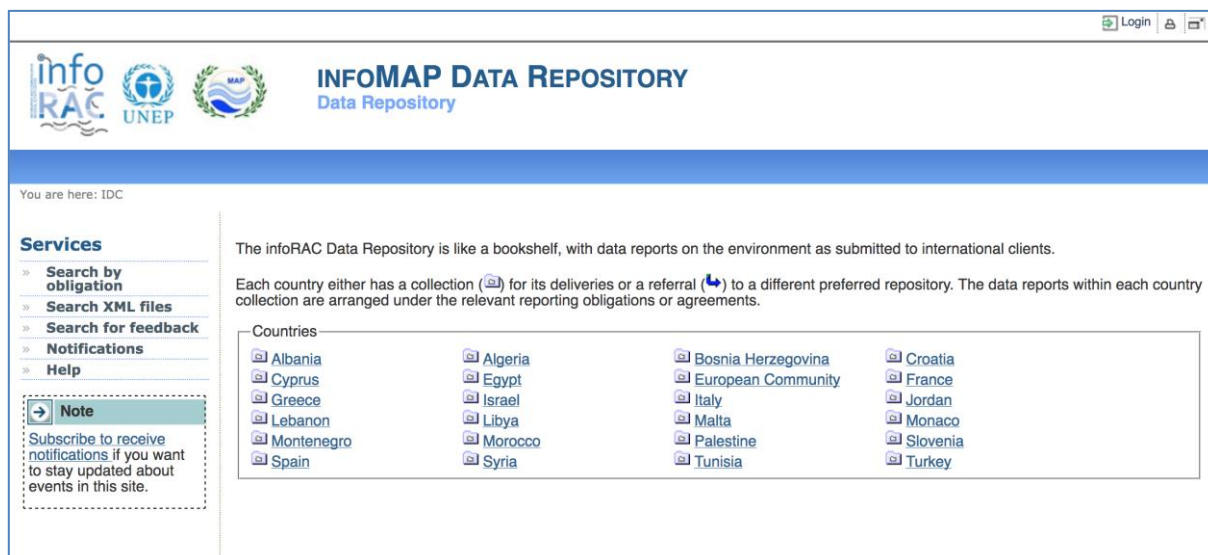 Login
info
RAC
UNEP
MAP
INFOMAP DATA REPOSITORY
Data Repository
You are here: IDC
Services
» Search by
obligation
» Search XML files
» Search for feedback
» Notifications
» Help
Note
Subscribe to receive
notifications if you want
to stay updated about
events in this site.
The infoRAC Data Repository is like a bookshelf, with data reports on the environment as submitted to international clients.
Each country either has a collection () for its deliveries or a referral () to a different preferred repository. The data reports within each country
collection are arranged under the relevant reporting obligations or agreements.
Countries
Albania Algeria Bosnia Herzegovina Croatia
Cyprus Egypt European Community France
Greece Israel Italy Jordan
Lebanon Libya Malta Monaco
Montenegro Morocco Palestine Slovenia
Spain Syria Tunisia Turkey